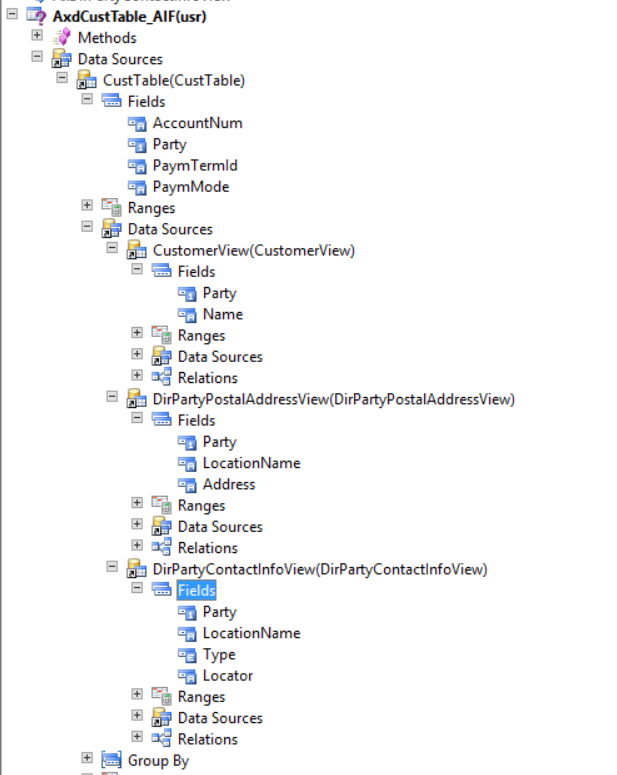 AxdCustTable_AIF(usr)
Methods
Data Sources
CustTable(CustTable)
Fields
AccountNum
Party
PaymTermId
PaymMode
Ranges
Data Sources
CustomerView(CustomerView)
Fields
Party
Name
Ranges
Data Sources
Relations
DirPartyPostalAddressView(DirPartyPostalAddressView)
Fields
Party
LocationName
Address
Ranges
Data Sources
Relations
DirPartyContactInfoView(DirPartyContactInfoView)
Fields
Party
LocationName
Type
Locator
Ranges
Data Sources
Relations
Group By